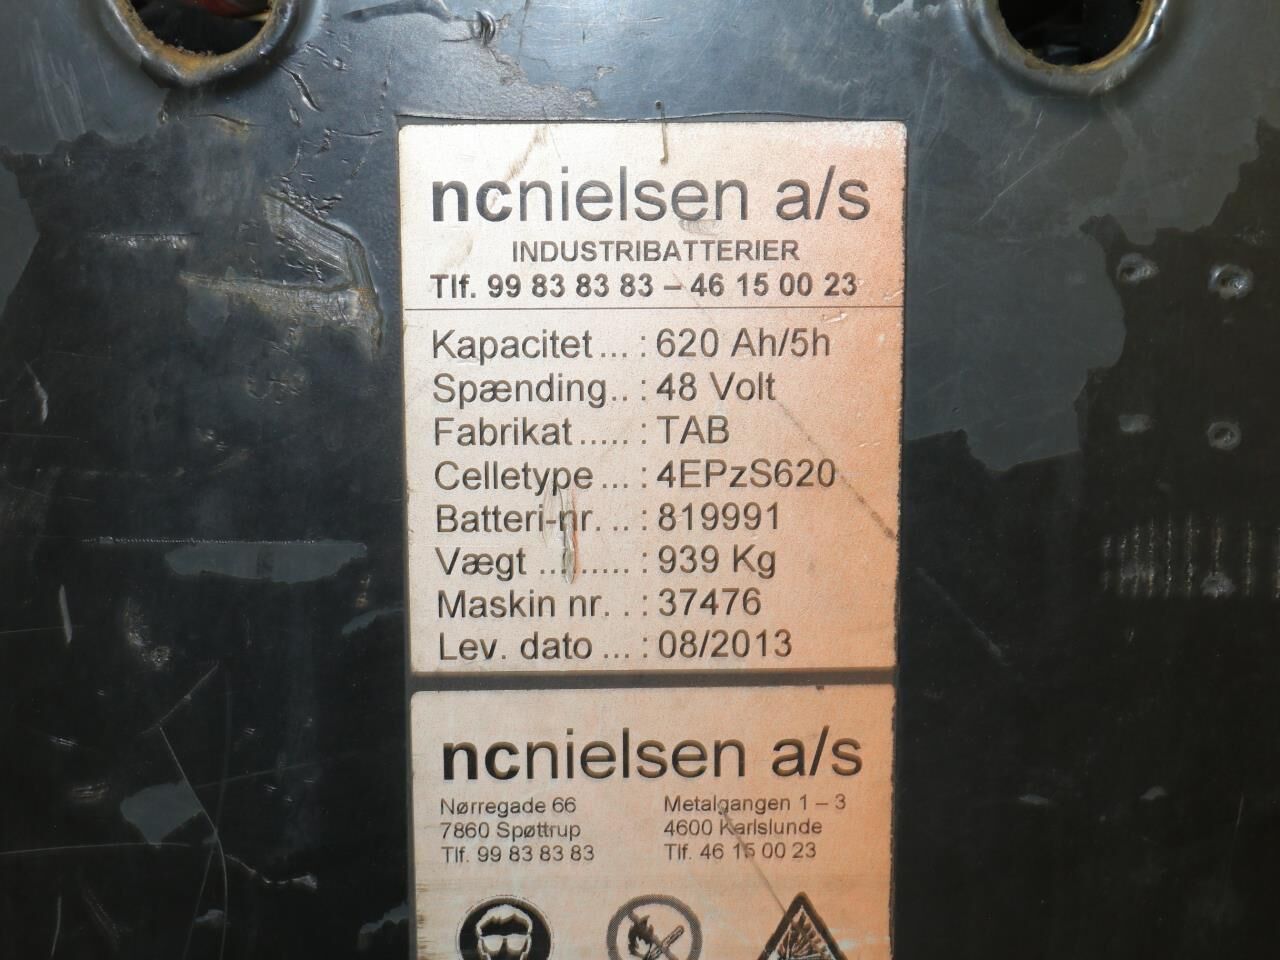 ncnielsen a/s
INDUSTRIBATTERIER
Tlf. 99 83 83 83 – 46 15 00 23
Kapacitet ... : 620 Ah/5h
Spænding.. : 48 Volt
Fabrikat ..... : TAB
Celletype ... : 4EPzS620
Batteri-nr. .. : 819991
Vægt ......... : 939 Kg
Maskin nr. . : 37476
Lev. dato ... : 08/2013
ncnielsen a/s
Nørregade 66
7860 Spøttrup
Tlf. 99 83 83 83
Metalgangen 1 – 3
4600 Karlslunde
Tlf. 46 15 00 23